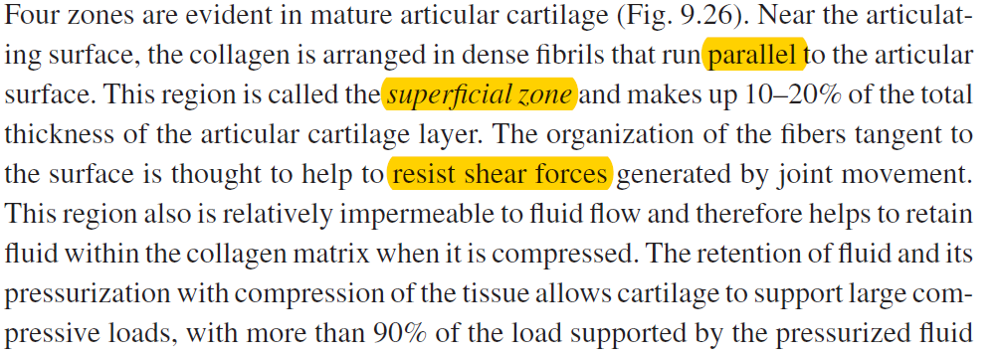 Four zones are evident in mature articular cartilage (Fig. 9.26). Near the articulat-
ing surface, the collagen is arranged in dense fibrils that run parallel to the articular
surface. This region is called the superficial zone and makes up 10–20% of the total
thickness of the articular cartilage layer. The organization of the fibers tangent to
the surface is thought to help to resist shear forces generated by joint movement.
This region also is relatively impermeable to fluid flow and therefore helps to retain
fluid within the collagen matrix when it is compressed. The retention of fluid and its
pressurization with compression of the tissue allows cartilage to support large com-
pressive loads, with more than 90% of the load supported by the pressurized fluid